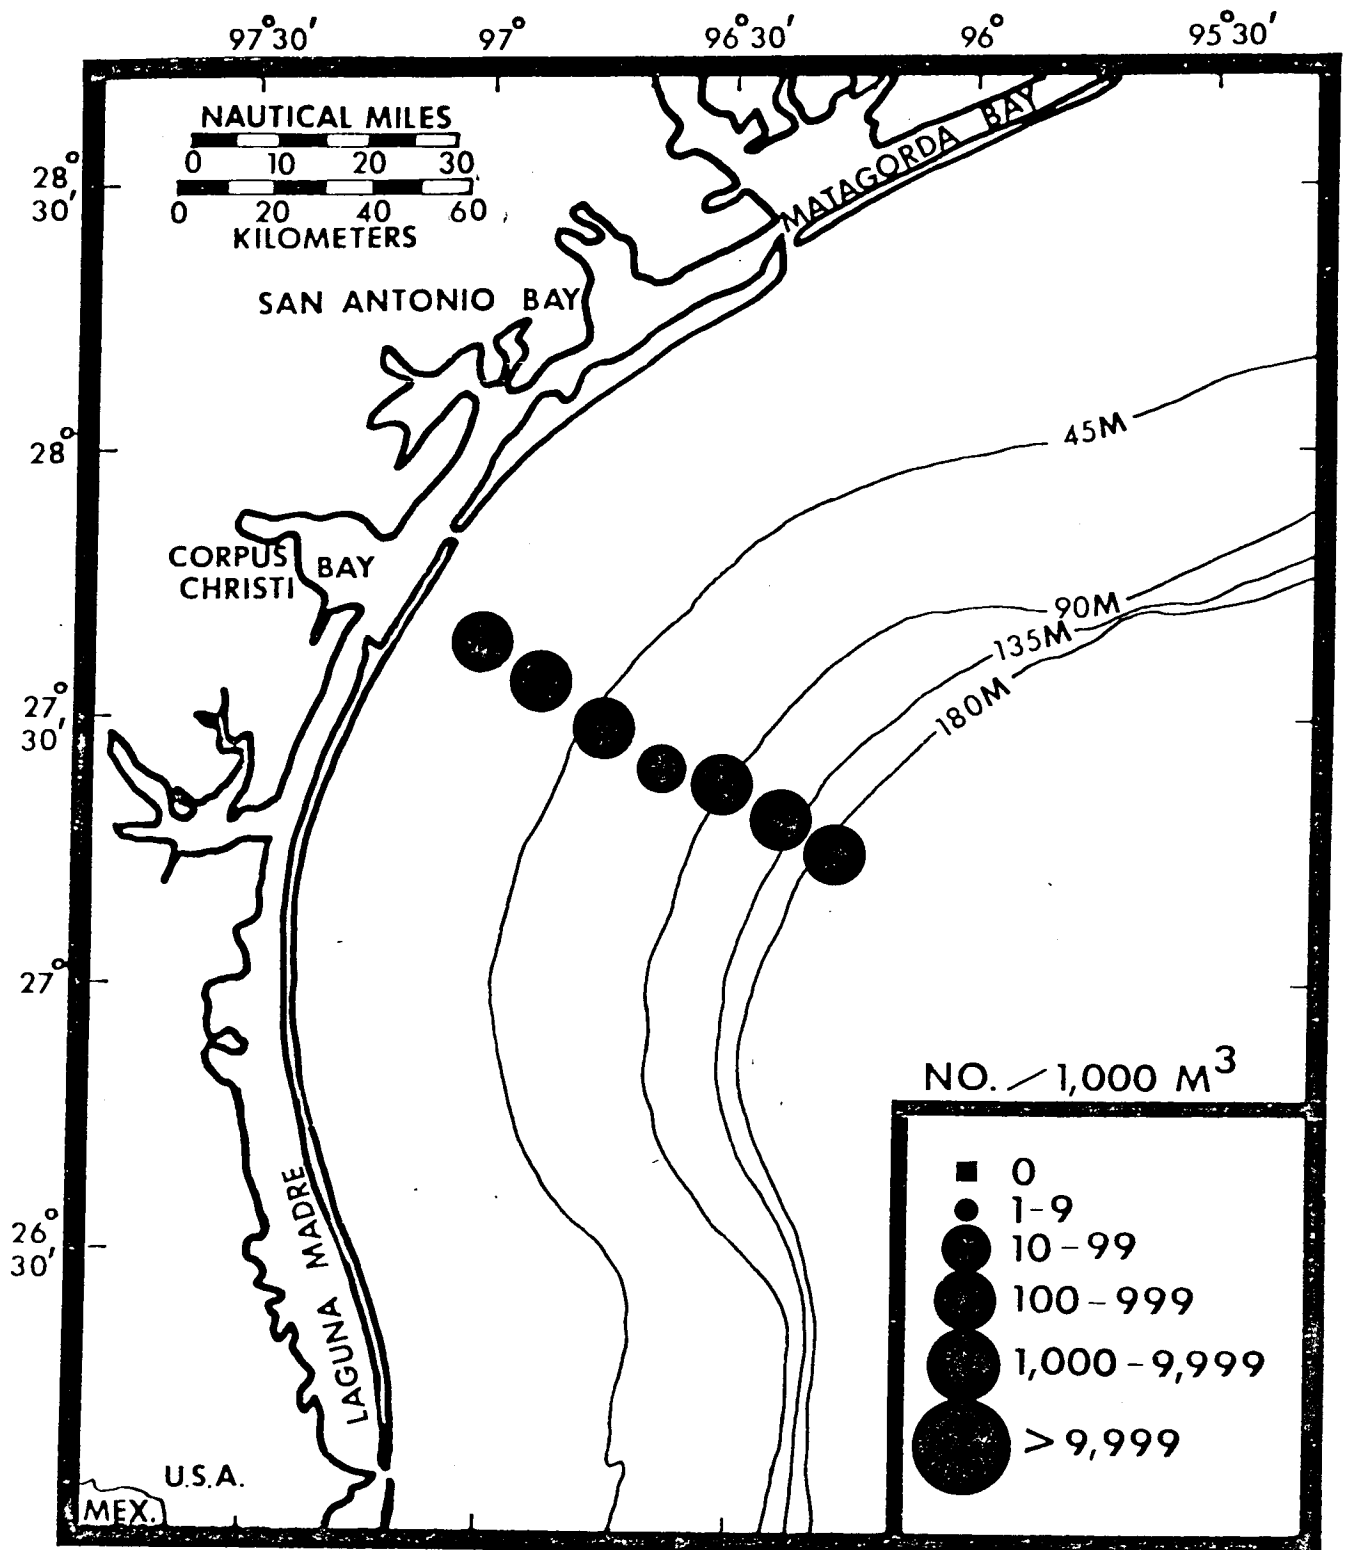 97°30' 97° 96°30' 96° 95°30'
NAUTICAL MILES
0 10 20 30
0 20 40 60
KILOMETERS
MATAGORDA BAY
28°
30'
SAN ANTONIO BAY
45M
28°
CORPUS
CHRISTI
BAY
90M
135M
180M
27°
30'
27°
NO. / 1,000 M³
0
1-9
10-99
100-999
1,000-9,999
> 9,999
26°
30'
LAGUNA MADRE
U.S.A.
MEX.